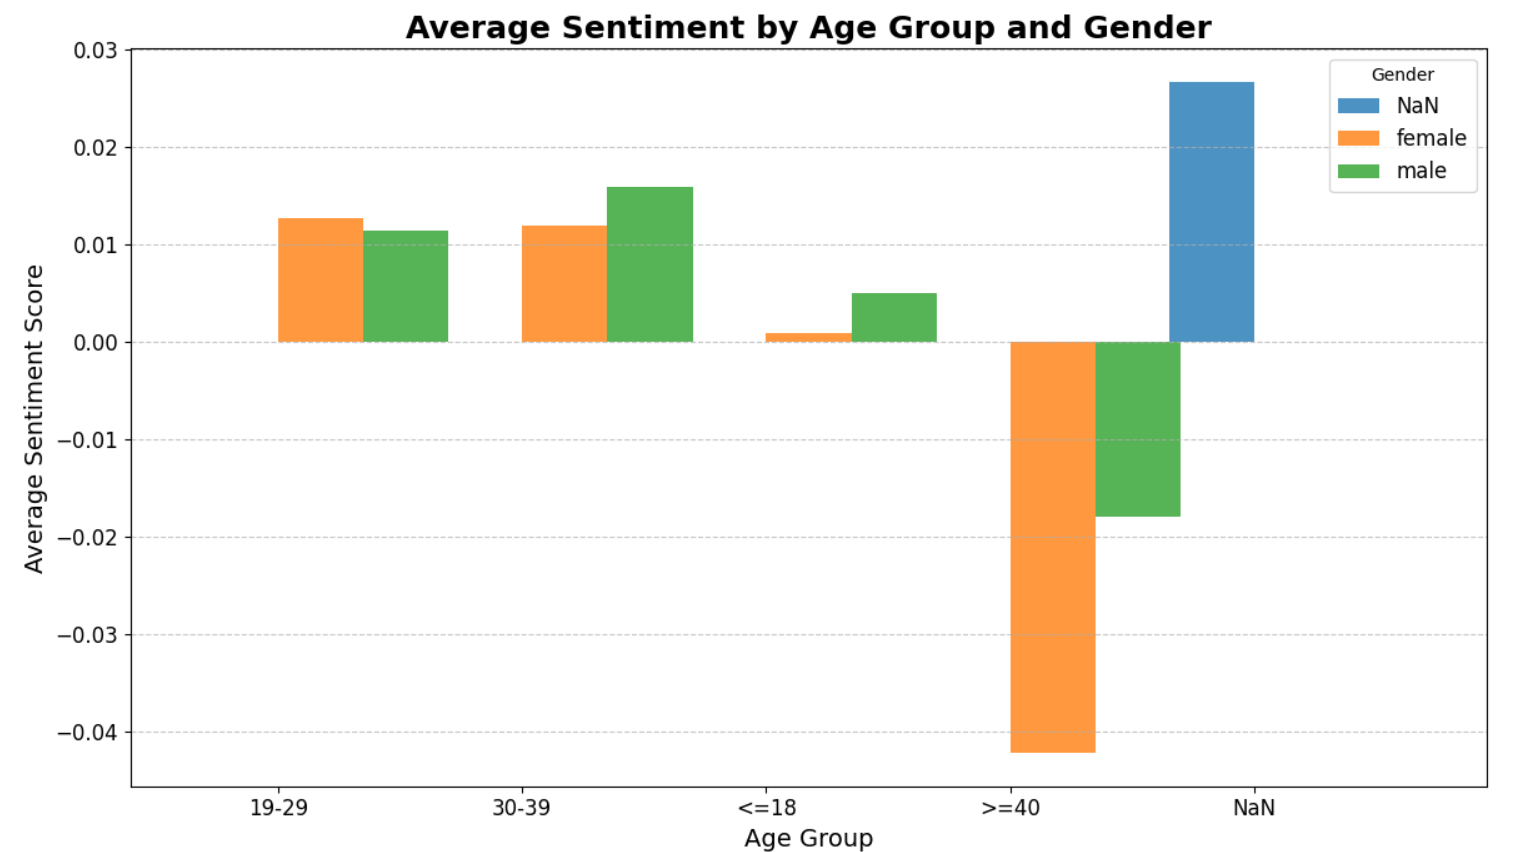 Average Sentiment by Age Group and Gender
Average Sentiment Score
0.03
0.02
0.01
0.00
−0.01
−0.02
−0.03
−0.04
Gender
NaN
female
male
19-29
30-39
<=18
>=40
NaN
Age Group